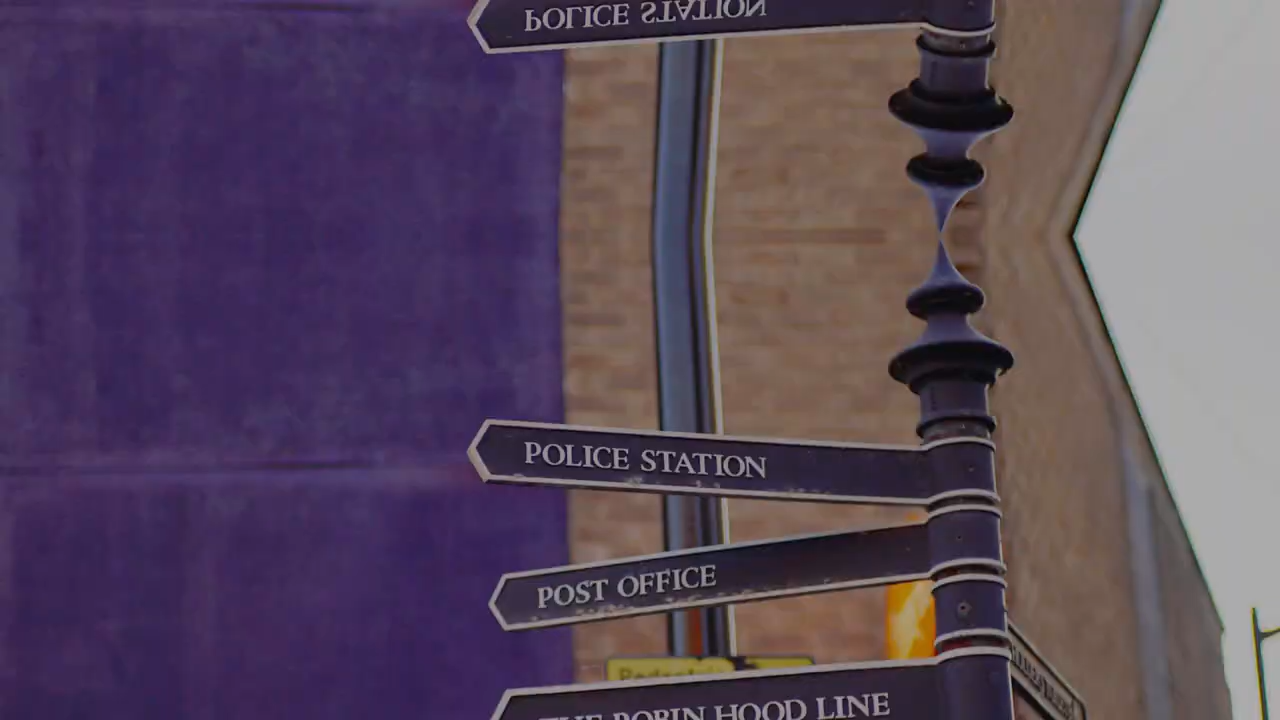 POLICE STATION
POLICE STATION
POST OFFICE
THE ROBIN HOOD LINE